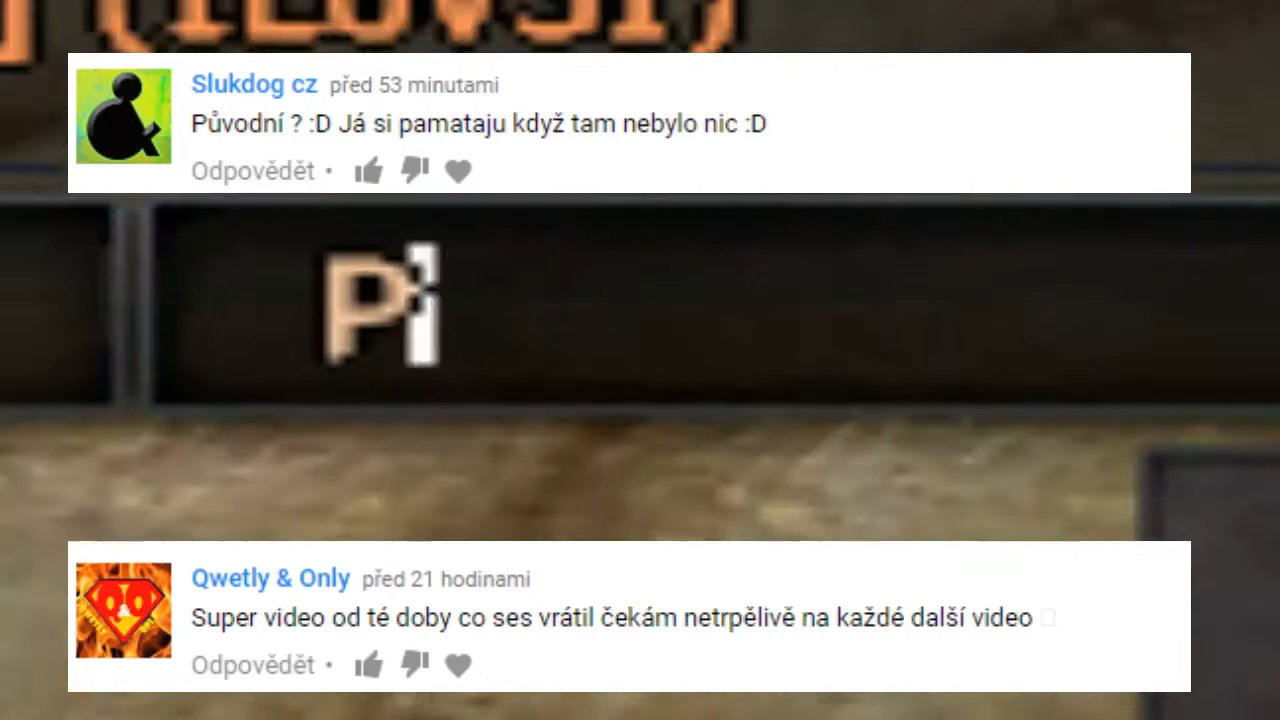 Slukdog cz před 53 minutami
Původní ? :D Já si pamataju když tam nebylo nic :D
Odpovědět •
P
Qwetly & Only před 21 hodinami
Super video od té doby co ses vrátil čekám netrpělivě na každé další video
Odpovědět •